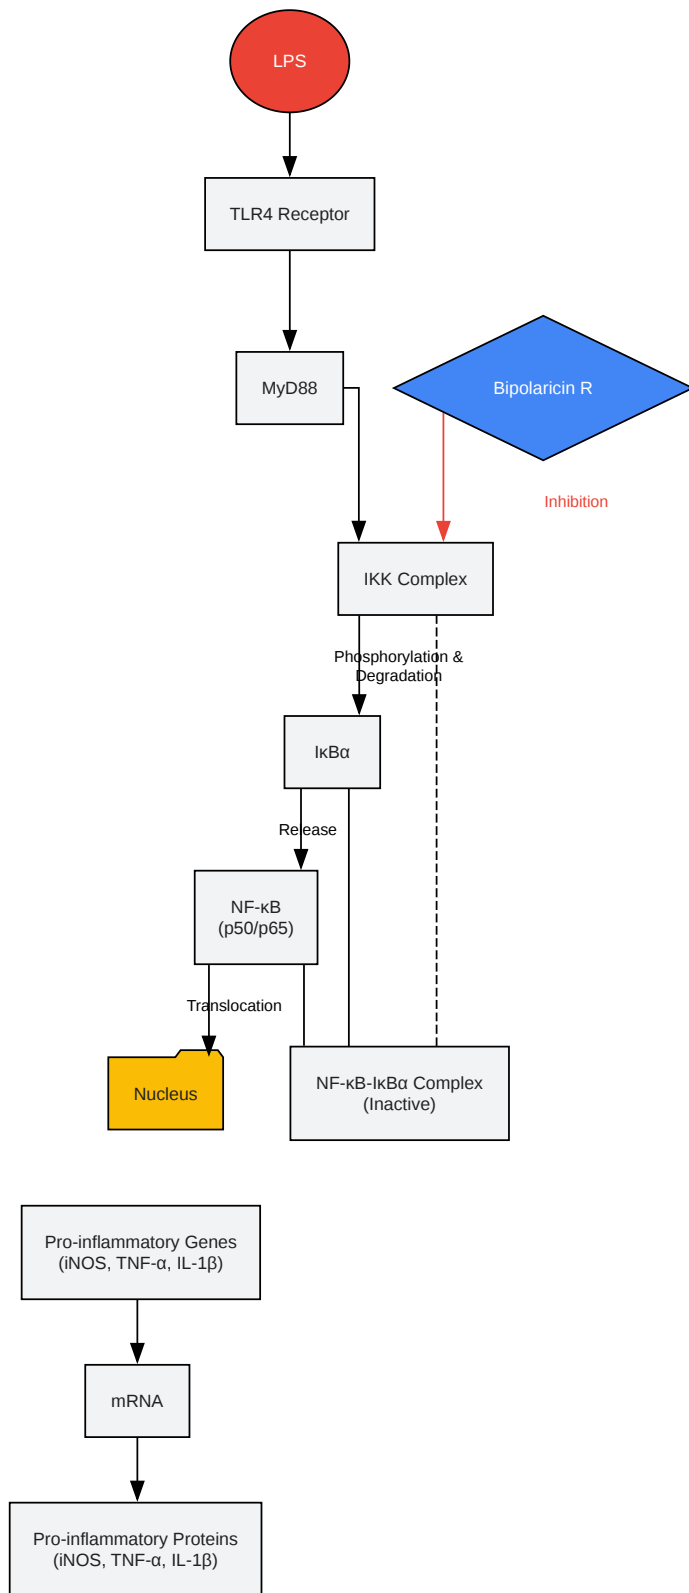 LPS
TLR4 Receptor
MyD88
Bipolaricin R
Inhibition
IKK Complex
Phosphorylation &
Degradation
IκBα
Release
NF-κB
(p50/p65)
Translocation
Nucleus
NF-κB-IκBα Complex
(Inactive)
Pro-inflammatory Genes
(iNOS, TNF-α, IL-1β)
mRNA
Pro-inflammatory Proteins
(iNOS, TNF-α, IL-1β)